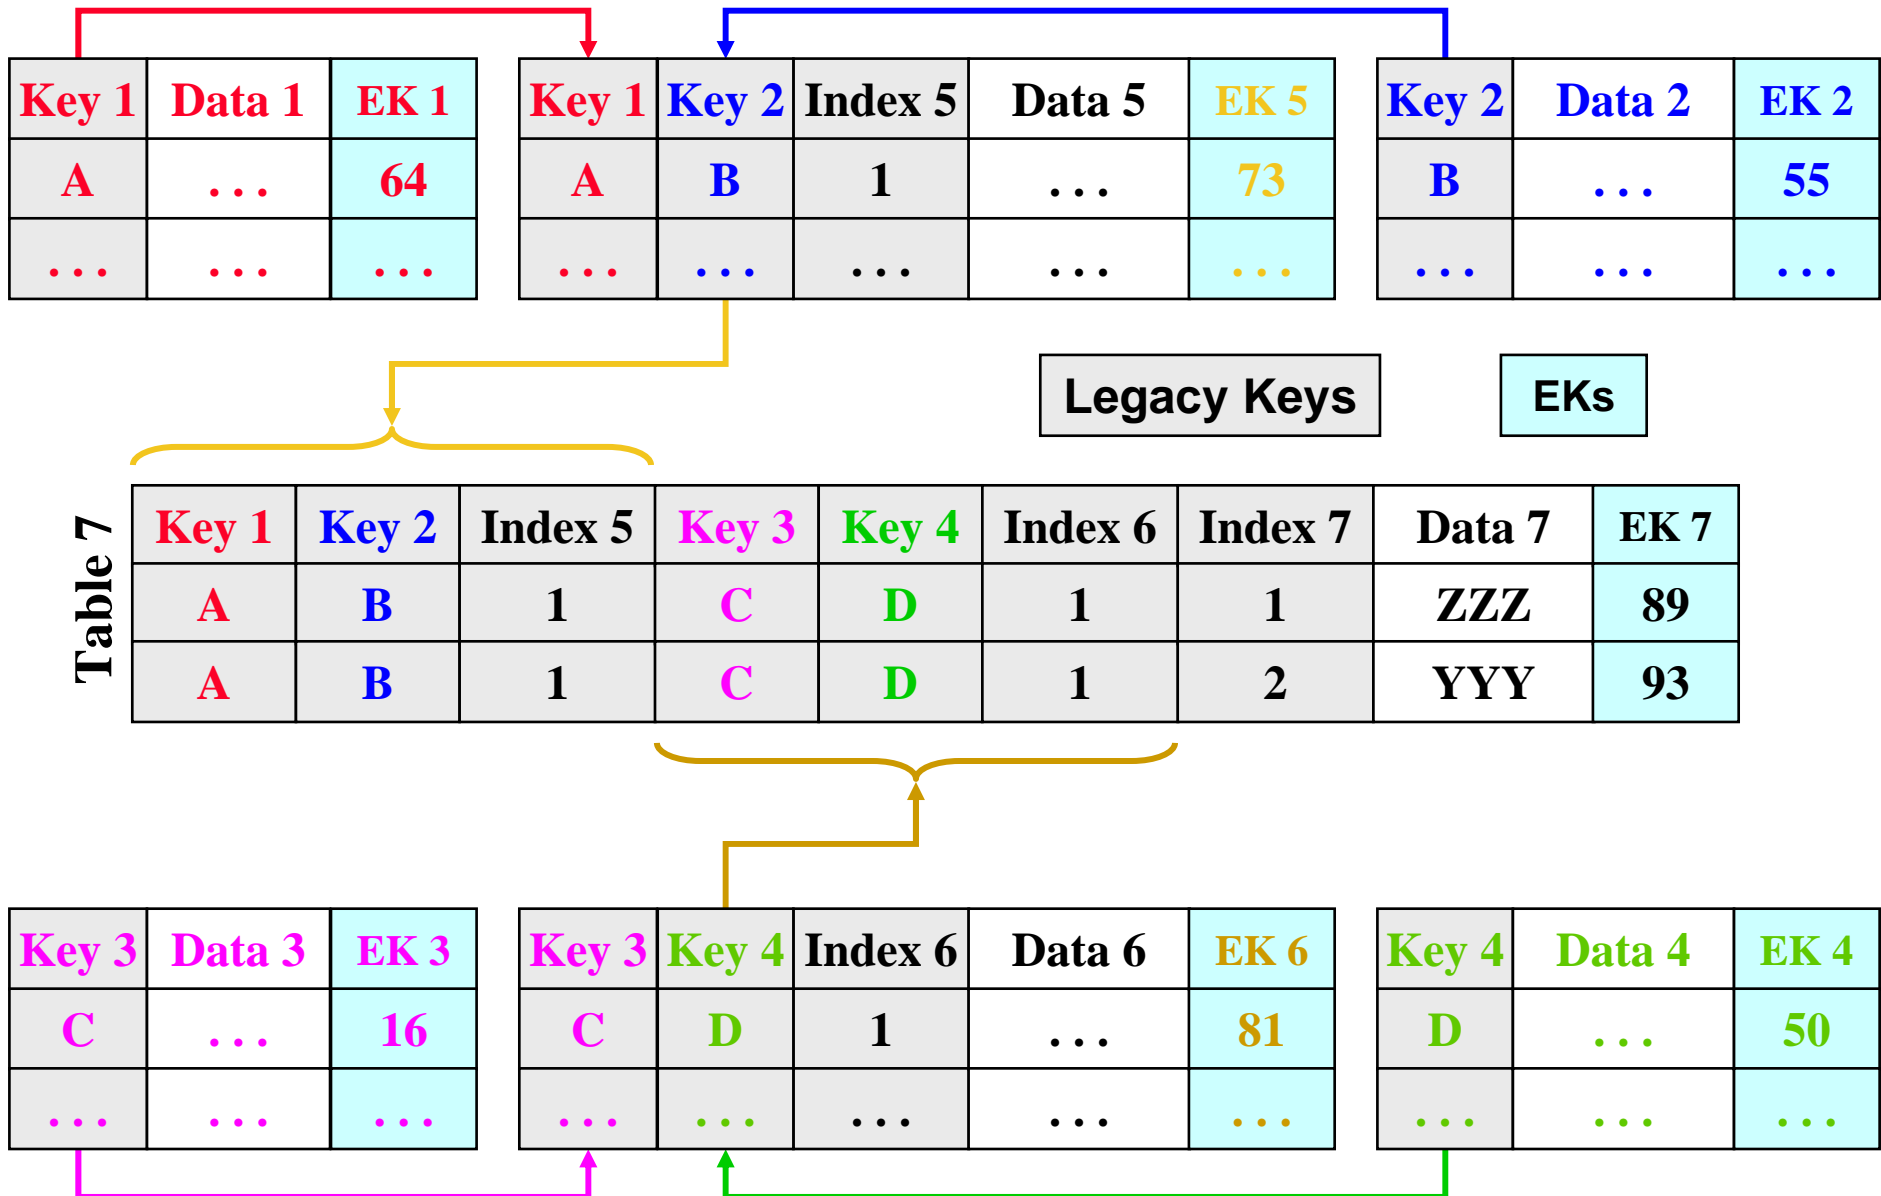 Key 1 Data 1 EK 1 Key 1 Key 2 Index 5 Data 5 EK 5 Key 2 Data 2 EK 2
A ... 64 A B 1 ... 73 B ... 55
... ... ... ... ... ... ... ... ... ... ...
Legacy Keys EKs
Table 7
Key 1 Key 2 Index 5 Key 3 Key 4 Index 6 Index 7 Data 7 EK 7
A B 1 C D 1 1 ZZZ 89
A B 1 C D 1 2 YYY 93
Key 3 Data 3 EK 3 Key 3 Key 4 Index 6 Data 6 EK 6 Key 4 Data 4 EK 4
C ... 16 C D 1 ... 81 D ... 50
... ... ... ... ... ... ... ... ... ... ...